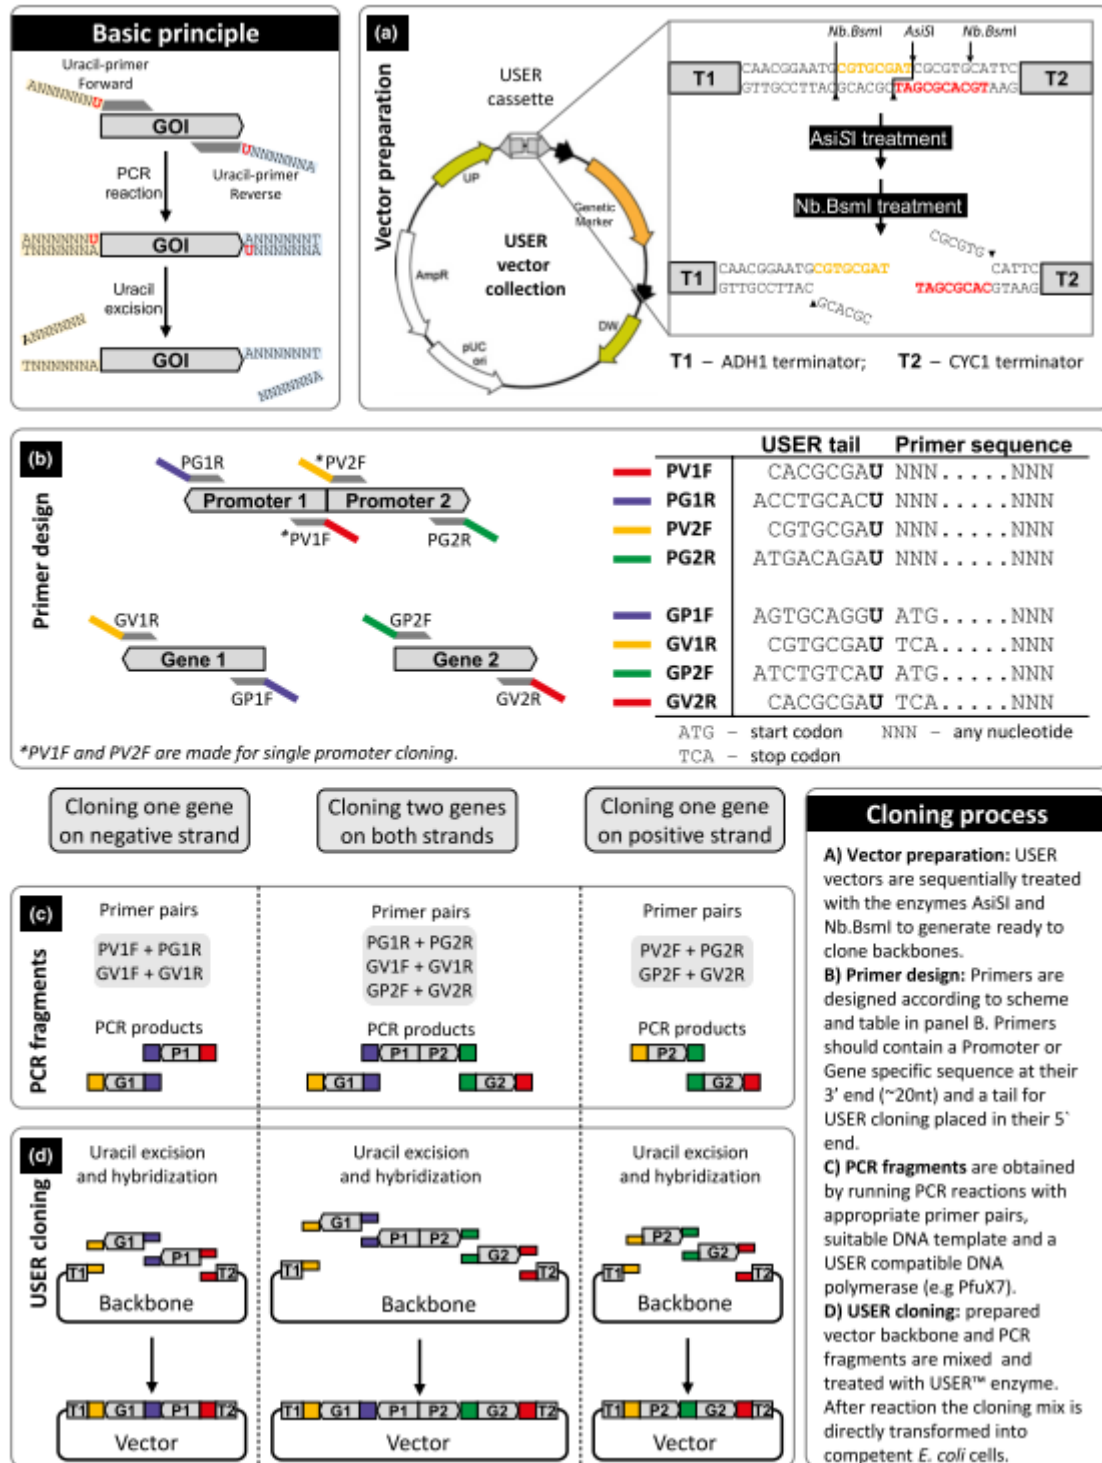 Basic principle
Uracil-primer
Forward
ANNNNNNU
GOI
UNNNNNNA
PCR
reaction
Uracil-primer
Reverse
ANNNNNNU
TNNNNNNA
GOI
ANNNNNNT
UNNNNNNA
Uracil
excision
ANNNNNN
TNNNNNNA
GOI
ANNNNNNT
NNNNNNA
(a)
Vector preparation
USER
cassette
UP
Genetic
Marker
AmpR
USER
vector
collection
pUC
ori
DW
Nb.BsmI AsiSI Nb.BsmI
T1
CAACGGAATGCGTGCGATCGCGTGCATTC
GTTGCCTTACGCACGCTAGCGCACGTAAG
T2
AsiSI treatment
Nb.BsmI treatment
CGCGTG
T1
CAACGGAATGCGTGCGAT
GTTGCCTTAC
GCACGC
CATTC
TAGCGCACGTAAG
T2
T1 – ADH1 terminator; T2 – CYC1 terminator
(b)
Primer design
PG1R *PV2F
Promoter 1 Promoter 2
*PV1F PG2R
GV1R GP2F
Gene 1 Gene 2
GP1F GV2R
*PV1F and PV2F are made for single promoter cloning.
USER tail Primer sequence
PV1F CACGCGAU NNN.....NNN
PG1R ACCTGCACU NNN.....NNN
PV2F CGTGCGAU NNN.....NNN
PG2R ATGACAGAU NNN.....NNN
GP1F AGTGCAGGU ATG.....NNN
GV1R CGTGCGAU TCA.....NNN
GP2F ATCTGTCAU ATG.....NNN
GV2R CACGCGAU TCA.....NNN
ATG – start codon NNN – any nucleotide
TCA – stop codon
Cloning one gene
on negative strand
Cloning two genes
on both strands
Cloning one gene
on positive strand
(c)
PCR fragments
Primer pairs
PV1F + PG1R
GV1F + GV1R
PCR products
P1
G1
Primer pairs
PG1R + PG2R
GV1F + GV1R
GP2F + GV2R
PCR products
P1 P2
G1 G2
Primer pairs
PV2F + PG2R
GP2F + GV2R
PCR products
P2
G2
(d)
USER cloning
Uracil excision
and hybridization
G1
P1
T1 T2
Backbone
T1 G1 P1 T2
Vector
Uracil excision
and hybridization
G1
P1 P2
G2
T1 T2
Backbone
T1 G1 P1 P2 G2 T2
Vector
Uracil excision
and hybridization
P2
G2
T1 T2
Backbone
T1 P2 G2 T2
Vector
Cloning process
A) Vector preparation: USER
vectors are sequentially treated
with the enzymes AsiSI and
Nb.BsmI to generate ready to
clone backbones.
B) Primer design: Primers are
designed according to scheme
and table in panel B. Primers
should contain a Promoter or
Gene specific sequence at their
3' end (~20nt) and a tail for
USER cloning placed in their 5`
end.
C) PCR fragments are obtained
by running PCR reactions with
appropriate primer pairs,
suitable DNA template and a
USER compatible DNA
polymerase (e.g PfuX7).
D) USER cloning: prepared
vector backbone and PCR
fragments are mixed and
treated with USER™ enzyme.
After reaction the cloning mix is
directly transformed into
competent E. coli cells.